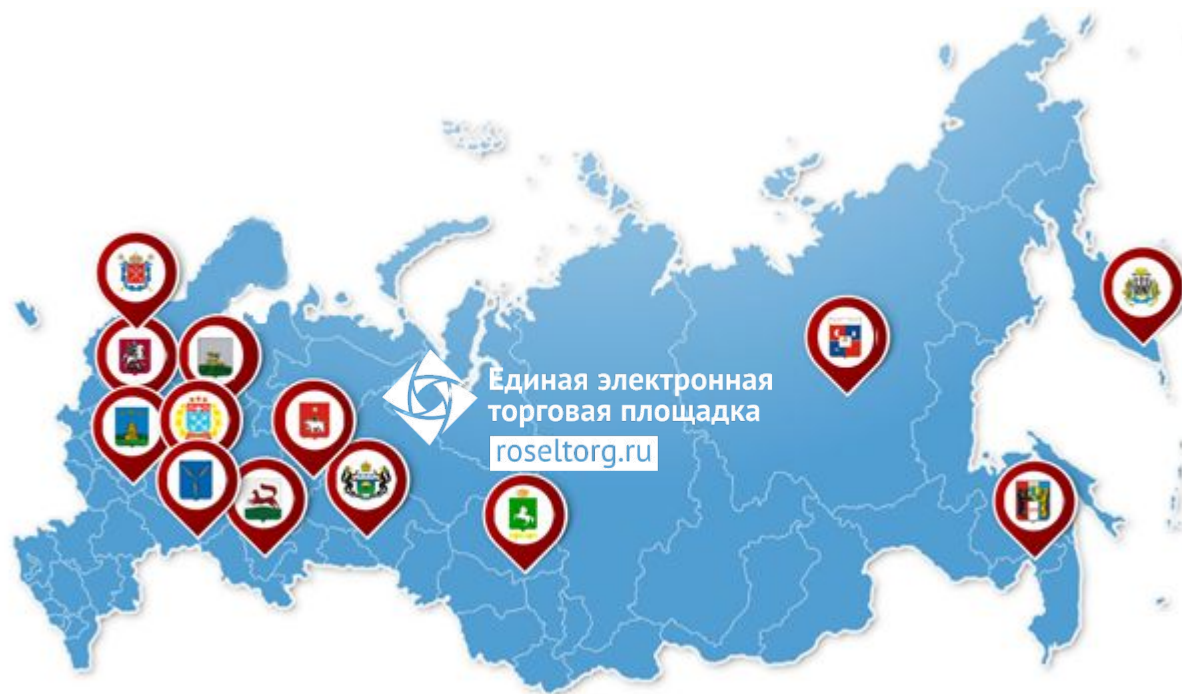 Единая электронная
торговая площадка
roseltorg.ru